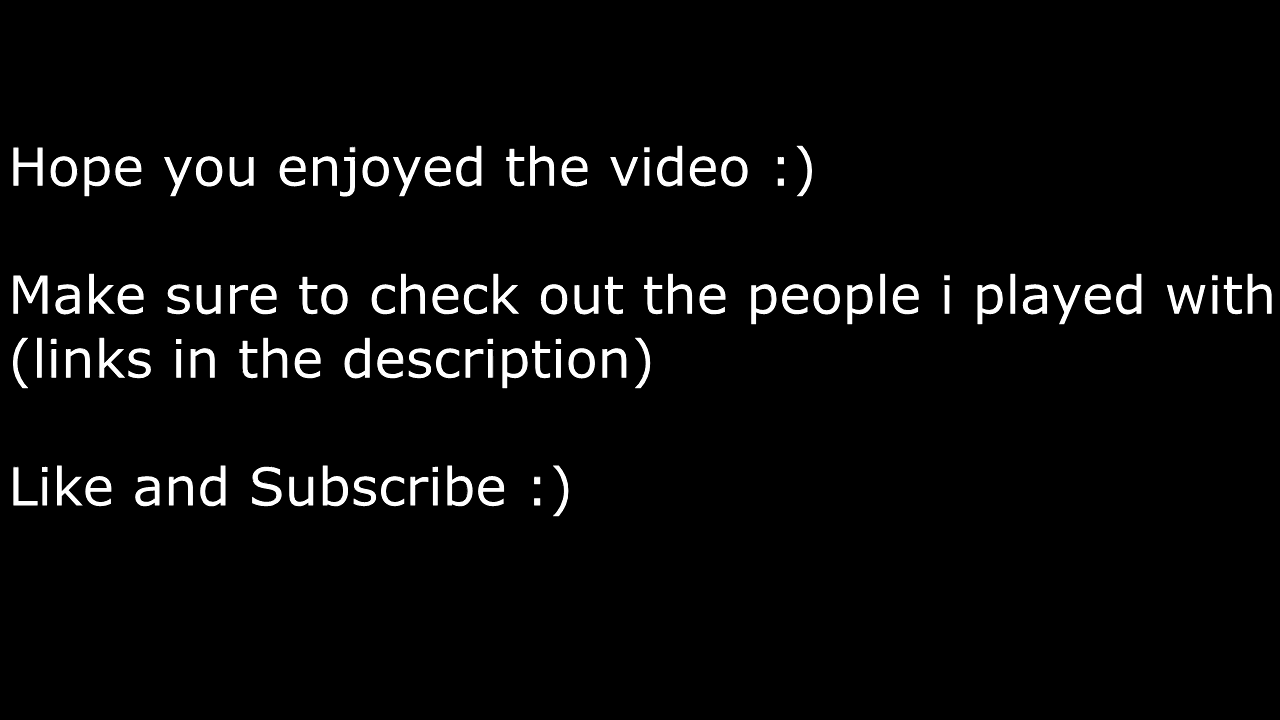 Hope you enjoyed the video :)
Make sure to check out the people i played with
(links in the description)
Like and Subscribe :)